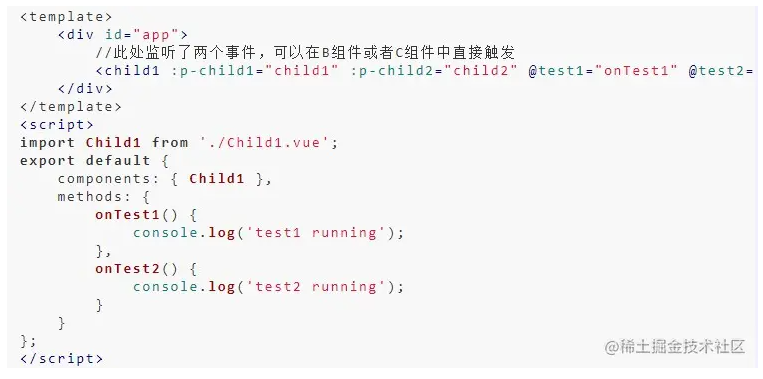 <template>
    <div id="app">
        //此处监听了两个事件，可以在B组件或者C组件中直接触发
        <child1 :p-child1="child1" :p-child2="child2" @test1="onTest1" @test2=
    </div>
</template>
<script>
import Child1 from './Child1.vue';
export default {
    components: { Child1 },
    methods: {
        onTest1() {
            console.log('test1 running');
        },
        onTest2() {
            console.log('test2 running');
        }
    }
};
</script>
@稀土掘金技术社区